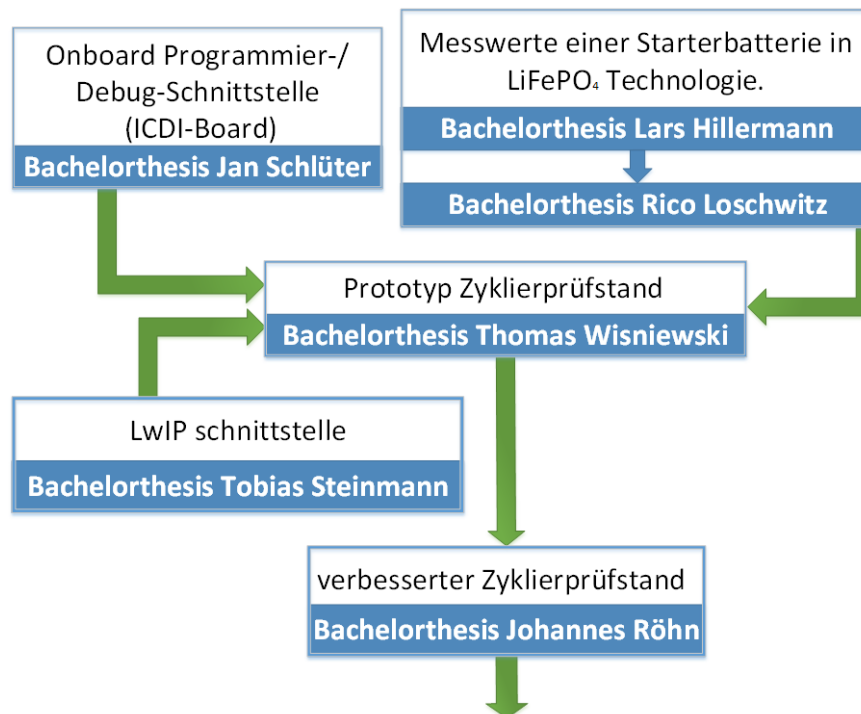 Onboard Programmier-/
Debug-Schnittstelle
(ICDI-Board)
Bachelorthesis Jan Schlüter
Messwerte einer Starterbatterie in
LiFePO₄ Technologie.
Bachelorthesis Lars Hillermann
Bachelorthesis Rico Loschwitz
Prototyp Zyklierprüfstand
Bachelorthesis Thomas Wisniewski
LwIP schnittstelle
Bachelorthesis Tobias Steinmann
verbesserter Zyklierprüfstand
Bachelorthesis Johannes Röhn